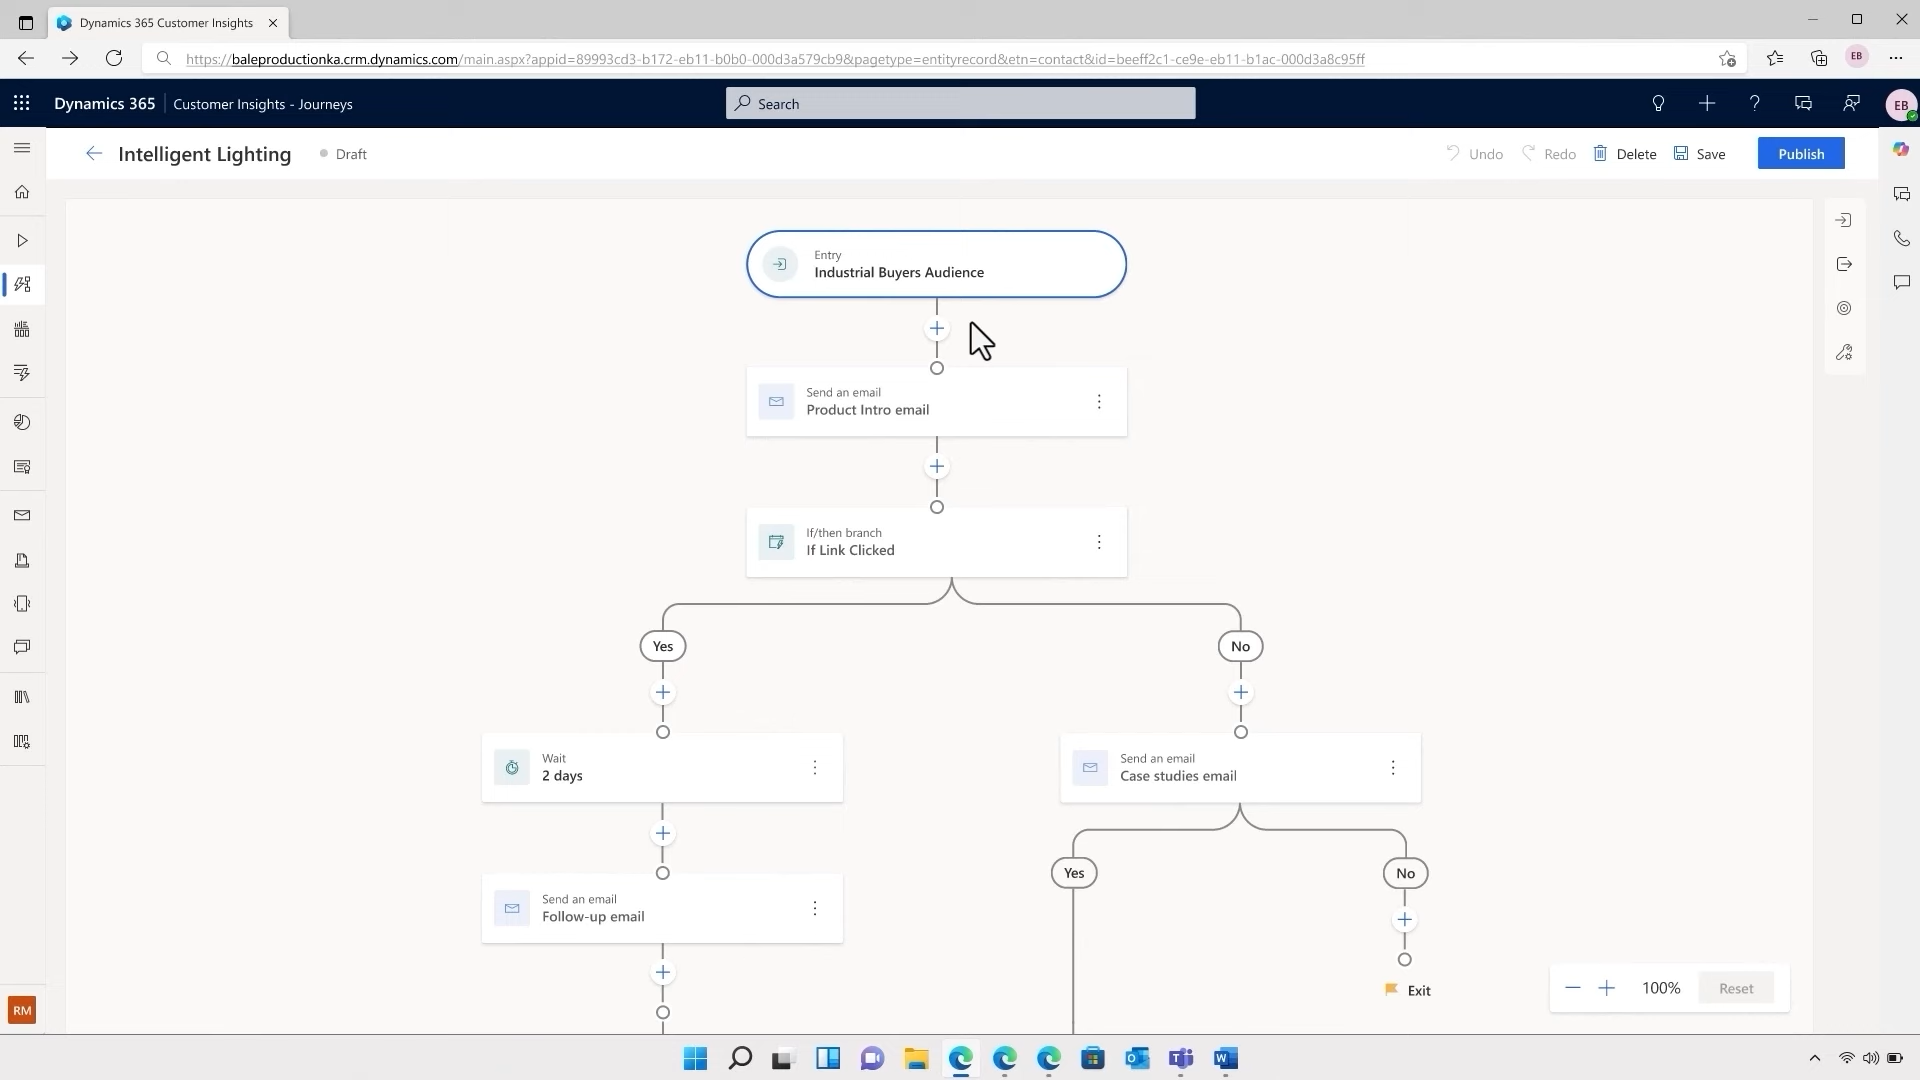 Dynamics 365 Customer Insights
https://baleproductionka.crm.dynamics.com/main.aspx?appid=89993cd3-b172-eb11-b0b0-000d3a579cb9&pagetype=entityrecord&etn=contact&id=beeff2c1-ce9e-eb11-b1ac-000d3a8c95ff
EB
Dynamics 365
Customer Insights - Journeys
Search
EB
Intelligent Lighting
Draft
Undo
Redo
Delete
Save
Publish
Entry
Industrial Buyers Audience
Send an email
Product Intro email
If/then branch
If Link Clicked
Yes
No
Wait
2 days
Send an email
Case studies email
Yes
No
Send an email
Follow-up email
Exit
100%
Reset
RM